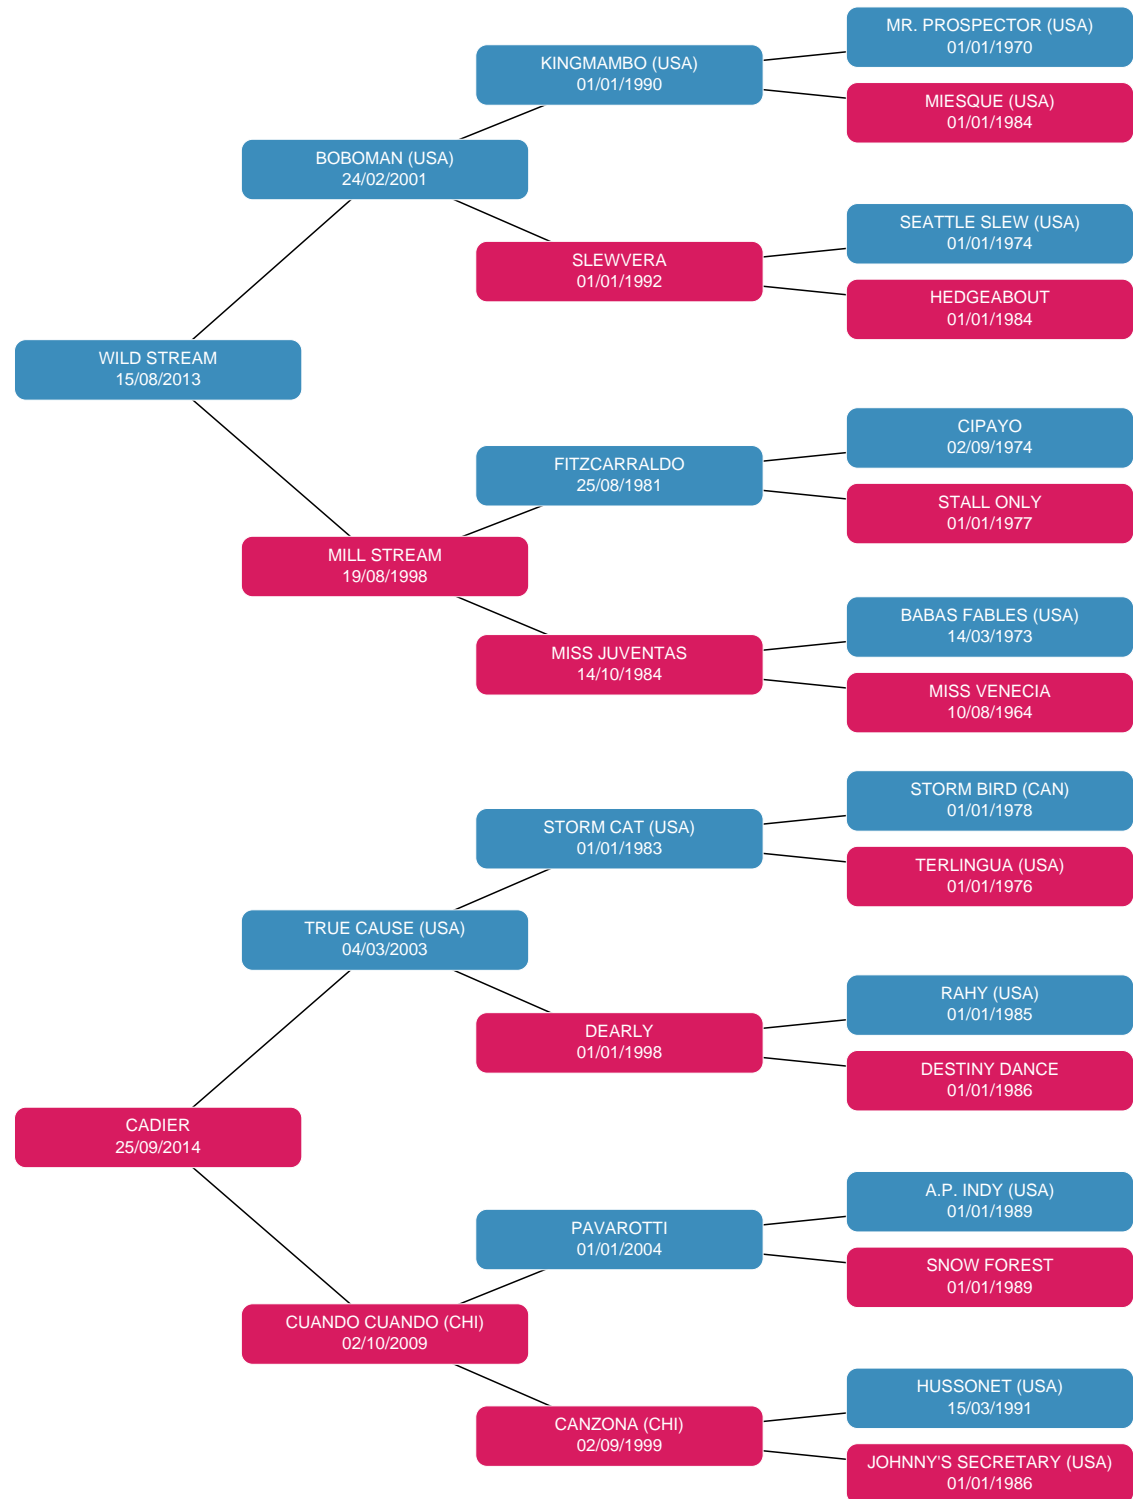 MR. PROSPECTOR (USA)
01/01/1970
KINGMAMBO (USA)
01/01/1990
MIESQUE (USA)
01/01/1984
BOBOMAN (USA)
24/02/2001
SEATTLE SLEW (USA)
01/01/1974
SLEWVERA
01/01/1992
HEDGEABOUT
01/01/1984
WILD STREAM
15/08/2013
CIPAYO
02/09/1974
FITZCARRALDO
25/08/1981
STALL ONLY
01/01/1977
MILL STREAM
19/08/1998
BABAS FABLES (USA)
14/03/1973
MISS JUVENTAS
14/10/1984
MISS VENECIA
10/08/1964
STORM BIRD (CAN)
01/01/1978
STORM CAT (USA)
01/01/1983
TERLINGUA (USA)
01/01/1976
TRUE CAUSE (USA)
04/03/2003
RAHY (USA)
01/01/1985
DEARLY
01/01/1998
DESTINY DANCE
01/01/1986
CADIER
25/09/2014
A.P. INDY (USA)
01/01/1989
PAVAROTTI
01/01/2004
SNOW FOREST
01/01/1989
CUANDO CUANDO (CHI)
02/10/2009
HUSSONET (USA)
15/03/1991
CANZONA (CHI)
02/09/1999
JOHNNY'S SECRETARY (USA)
01/01/1986